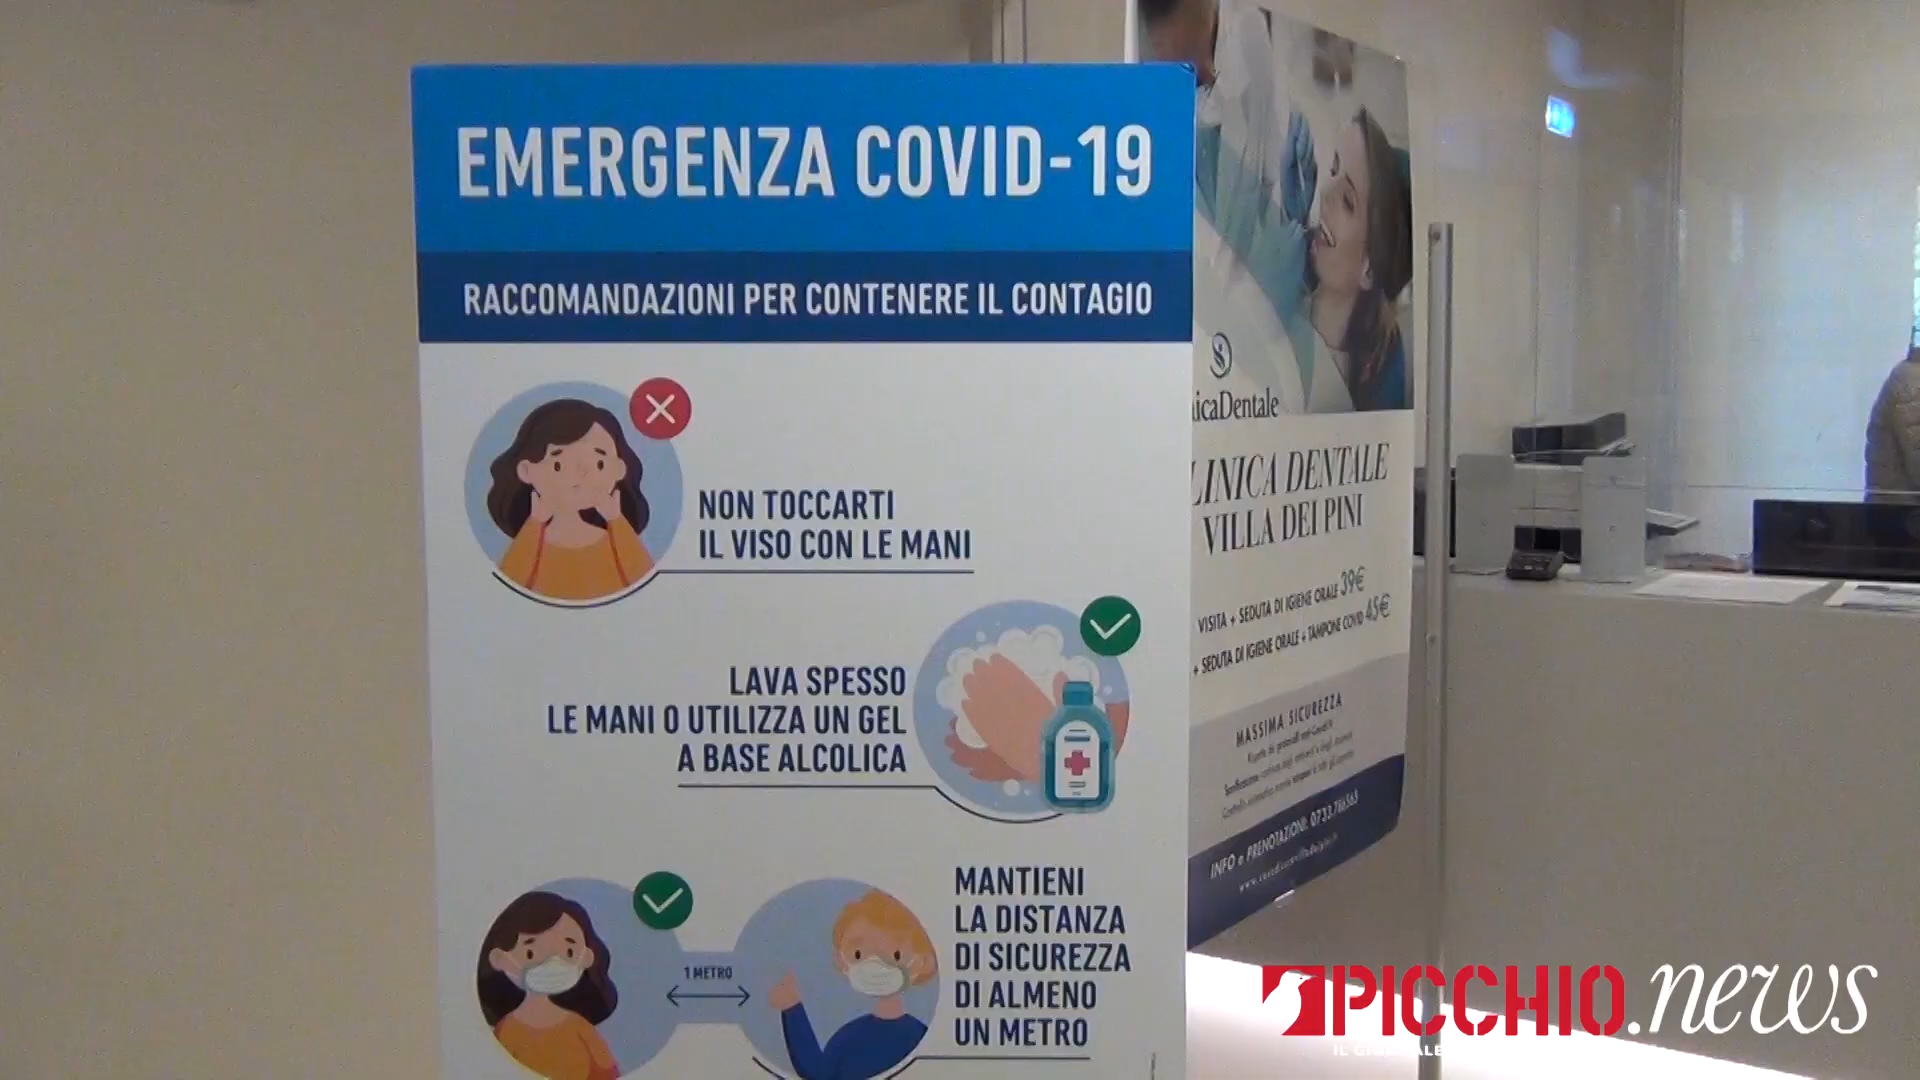 EMERGENZA COVID-19
RACCOMANDAZIONI PER CONTENERE IL CONTAGIO
NON TOCCARTI
IL VISO CON LE MANI
LAVA SPESSO
LE MANI O UTILIZZA UN GEL
A BASE ALCOLICA
1 METRO
MANTIENI
LA DISTANZA
DI SICUREZZA
DI ALMENO
UN METRO
icaDentale
LINICA DENTALE
VILLA DEI PINI
VISITA + SEDUTA DI IGIENE ORALE 39€
+ SEDUTA DI IGIENE ORALE + TAMPONE COVID 45€
MASSIMA SICUREZZA
INFO e PRENOTAZIONI: 0733.786565
PICCHIO.news